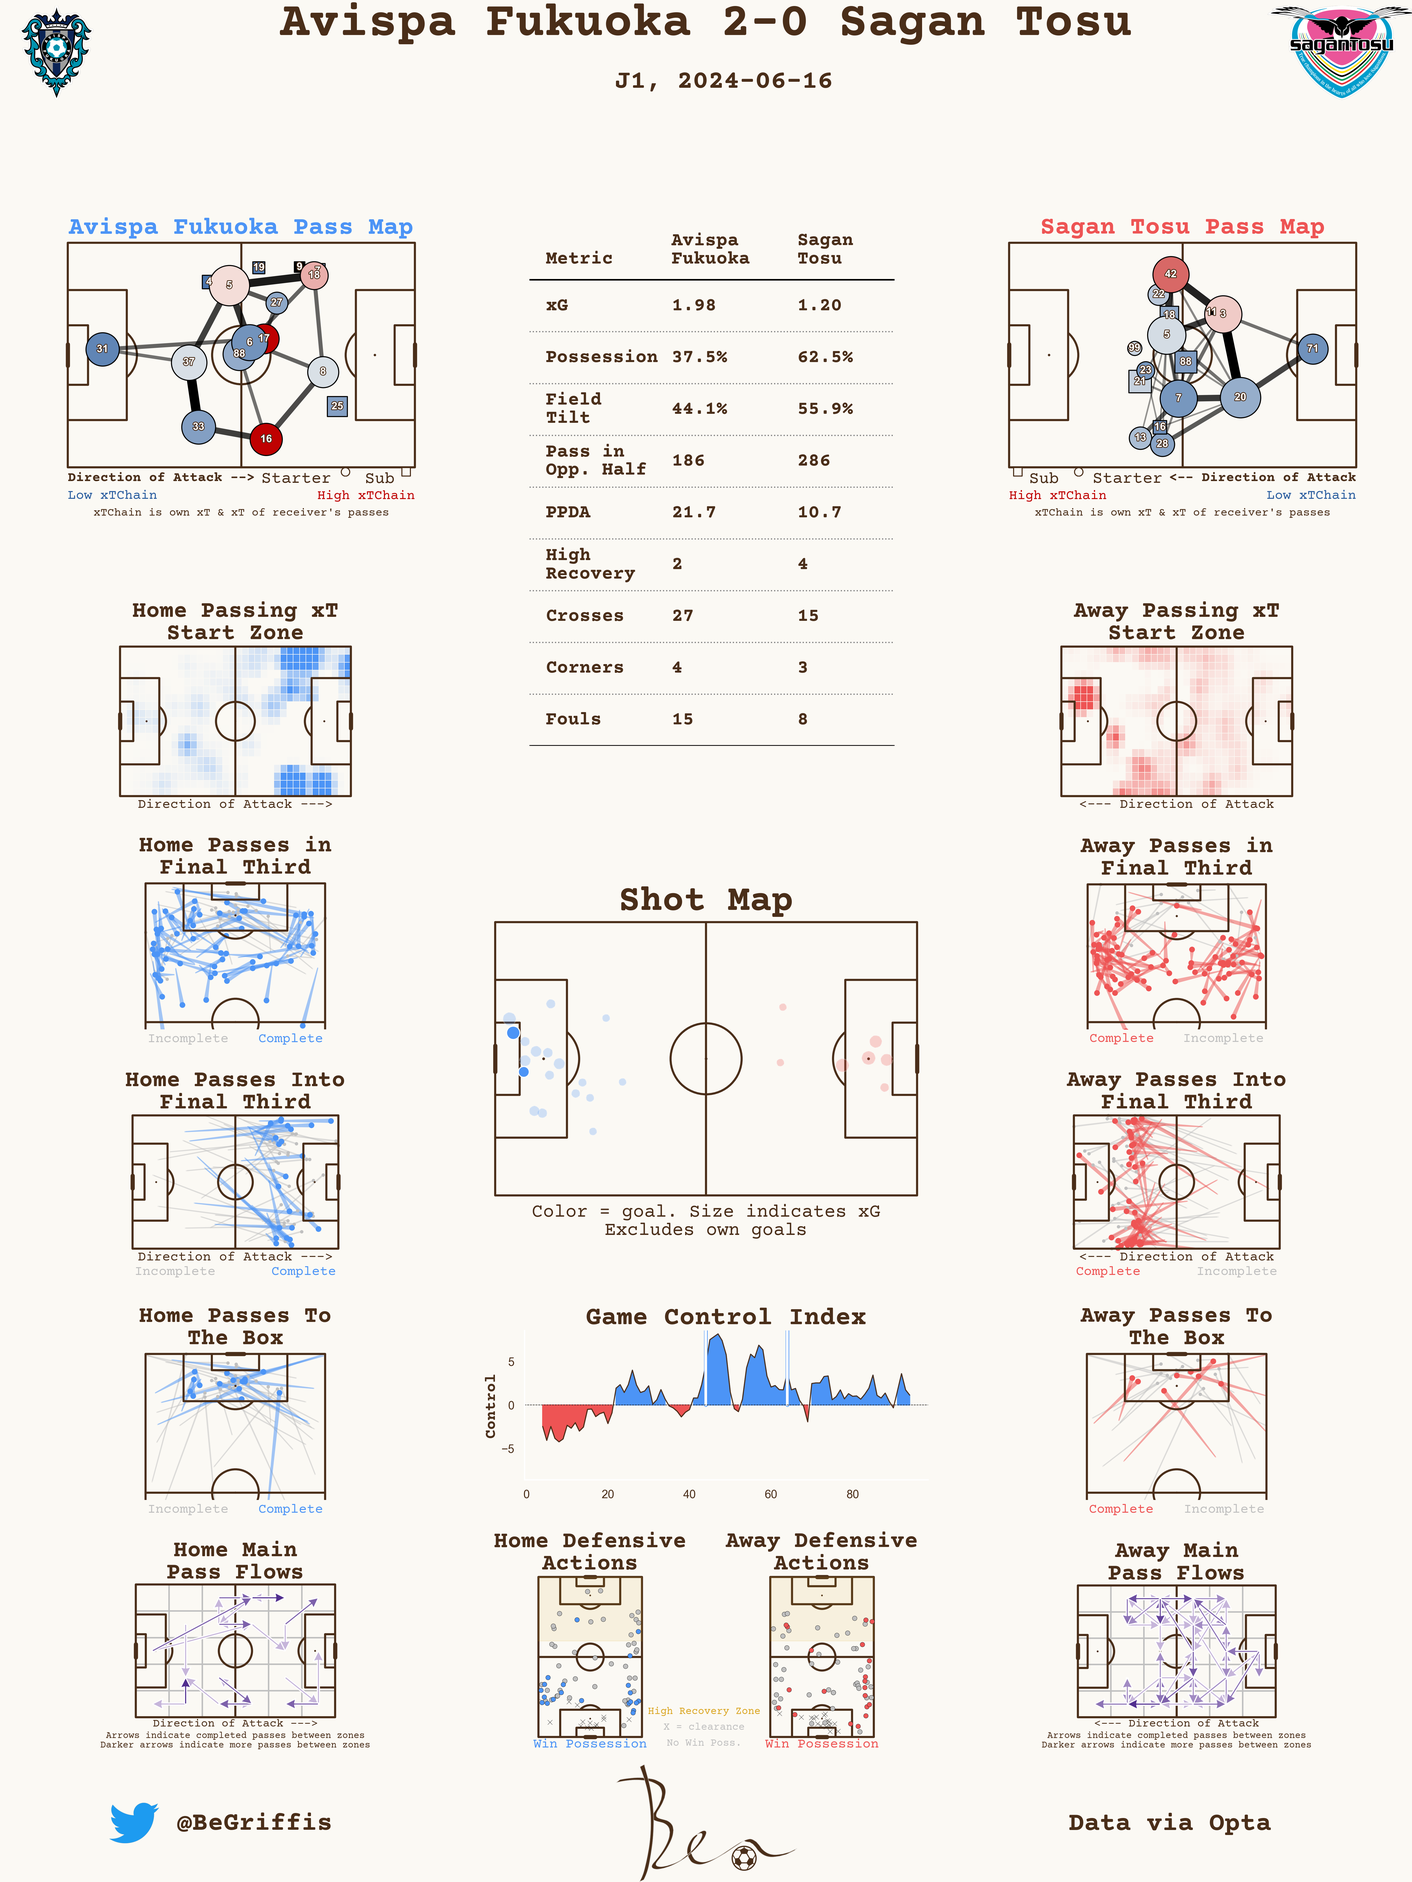 Avispa Fukuoka 2-0 Sagan Tosu
J1, 2024-06-16
saganTosu
Avispa Fukuoka Pass Map
4
19
9
7
18
5
27
31
37
6
17
88
8
25
33
16
Direction of Attack --> Starter Sub
Low xTChain High xTChain
xTChain is own xT & xT of receiver's passes
Metric Avispa Fukuoka Sagan Tosu
xG 1.98 1.20
Possession 37.5% 62.5%
Field Tilt 44.1% 55.9%
Pass in Opp. Half 186 286
PPDA 21.7 10.7
High Recovery 2 4
Crosses 27 15
Corners 4 3
Fouls 15 8
Sagan Tosu Pass Map
42
22
18
11
3
5
99
88
71
23
21
7
20
16
13
28
Sub Starter <-- Direction of Attack
High xTChain Low xTChain
xTChain is own xT & xT of receiver's passes
Home Passing xT
Start Zone
Direction of Attack --->
Away Passing xT
Start Zone
<--- Direction of Attack
Home Passes in
Final Third
Incomplete Complete
Away Passes in
Final Third
Complete Incomplete
Shot Map
Color = goal. Size indicates xG
Excludes own goals
Home Passes Into
Final Third
Direction of Attack --->
Incomplete Complete
Away Passes Into
Final Third
<--- Direction of Attack
Complete Incomplete
Home Passes To
The Box
Incomplete Complete
Game Control Index
Control
5
0
−5
0 20 40 60 80
Away Passes To
The Box
Complete Incomplete
Home Main
Pass Flows
Direction of Attack --->
Arrows indicate completed passes between zones
Darker arrows indicate more passes between zones
Home Defensive
Actions
Win Possession
High Recovery Zone
X = clearance
No Win Poss.
Away Defensive
Actions
Win Possession
Away Main
Pass Flows
<--- Direction of Attack
Arrows indicate completed passes between zones
Darker arrows indicate more passes between zones
@BeGriffis
Ben
Data via Opta